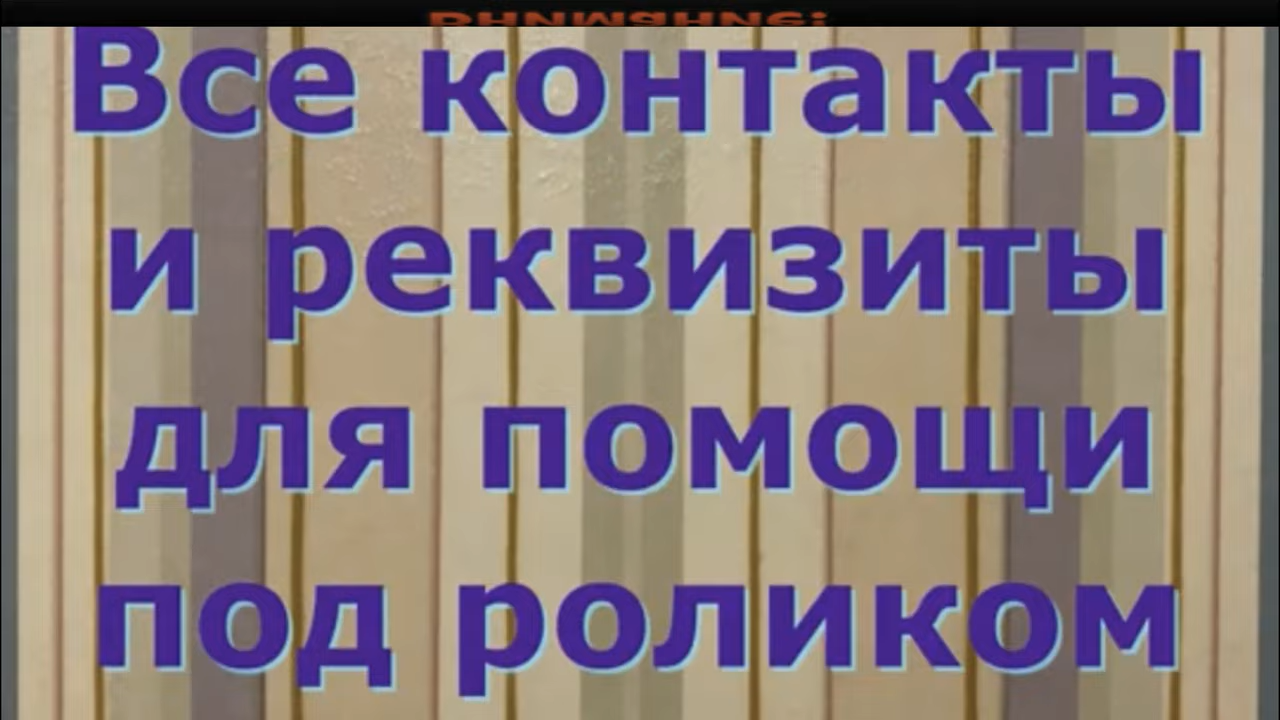 Все контакты
и реквизиты
для помощи
под роликом